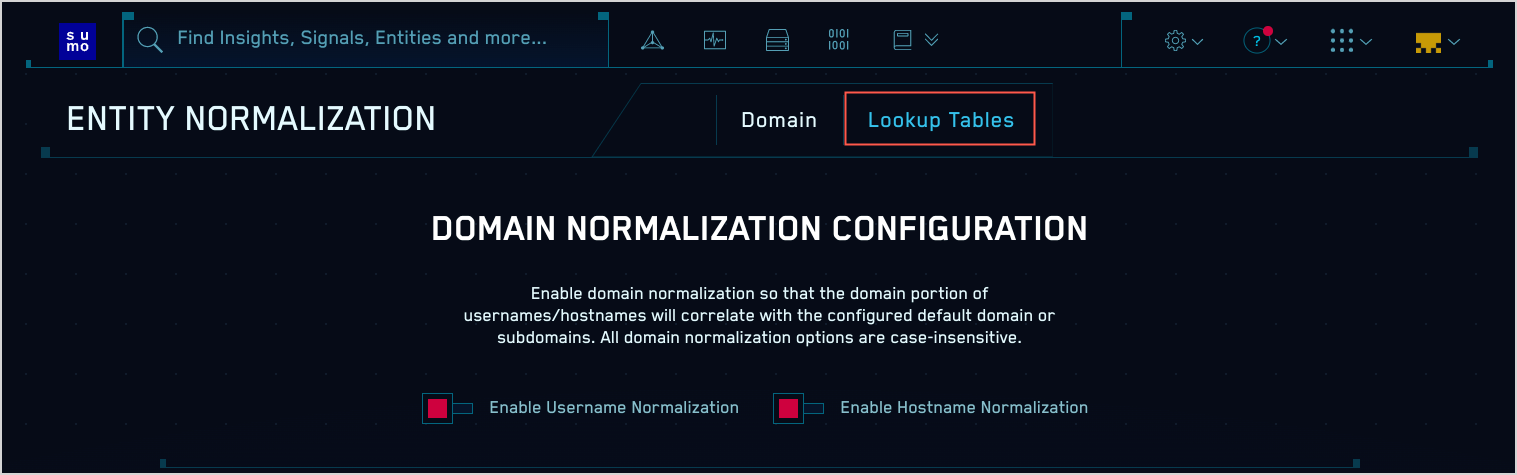 su
mo
Find Insights, Signals, Entities and more...
0101
1001
?
ENTITY NORMALIZATION
Domain
Lookup Tables
DOMAIN NORMALIZATION CONFIGURATION
Enable domain normalization so that the domain portion of
usernames/hostnames will correlate with the configured default domain or
subdomains. All domain normalization options are case-insensitive.
Enable Username Normalization
Enable Hostname Normalization